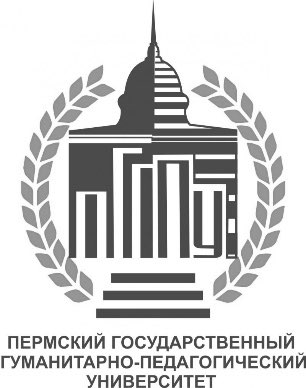 ПГГПУ
ПЕРМСКИЙ ГОСУДАРСТВЕННЫЙ
ГУМАНИТАРНО-ПЕДАГОГИЧЕСКИЙ
УНИВЕРСИТЕТ